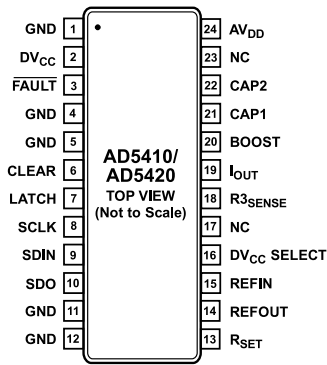 GND 1
DVCC 2
FAULT 3
GND 4
GND 5
CLEAR 6
LATCH 7
SCLK 8
SDIN 9
SDO 10
GND 11
GND 12
AD5410/
AD5420
TOP VIEW
(Not to Scale)
24 AVDD
23 NC
22 CAP2
21 CAP1
20 BOOST
19 IOUT
18 R3SENSE
17 NC
16 DVCC SELECT
15 REFIN
14 REFOUT
13 RSET